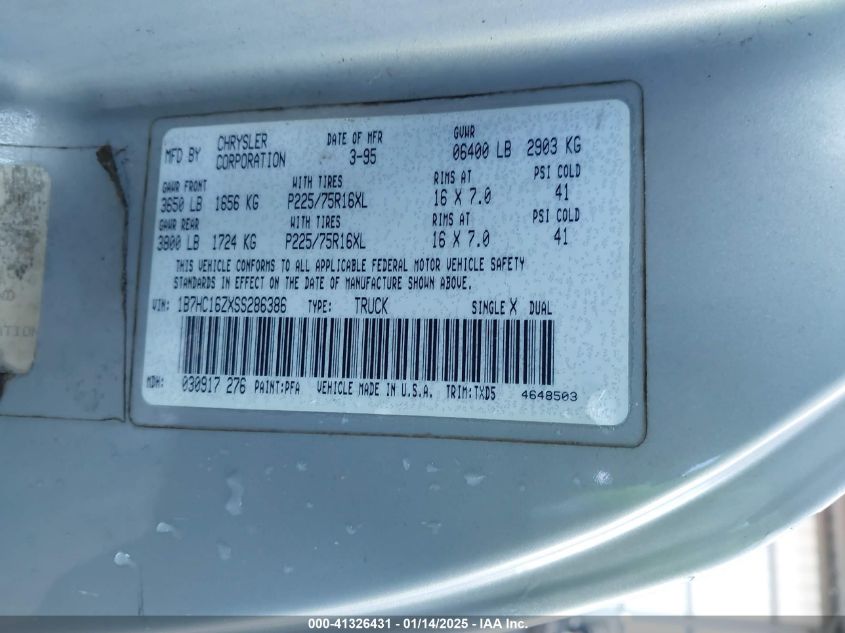 MFD BY CHRYSLER CORPORATION DATE OF MFR 3-95 GVWR 06400 LB 2903 KG
GAWR FRONT WITH TIRES RIMS AT PSI COLD
3650 LB 1656 KG P225/75R16XL 16 X 7.0 41
GAWR REAR WITH TIRES RIMS AT PSI COLD
3800 LB 1724 KG P225/75R16XL 16 X 7.0 41
THIS VEHICLE CONFORMS TO ALL APPLICABLE FEDERAL MOTOR VEHICLE SAFETY
STANDARDS IN EFFECT ON THE DATE OF MANUFACTURE SHOWN ABOVE.
VIN: 1B7HC16ZXSS286386 TYPE: TRUCK SINGLE X DUAL
MDH: 030917 276 PAINT:PFA VEHICLE MADE IN U.S.A. TRIM:TXD5 4648503
000-41326431 - 01/14/2025 - IAA Inc.